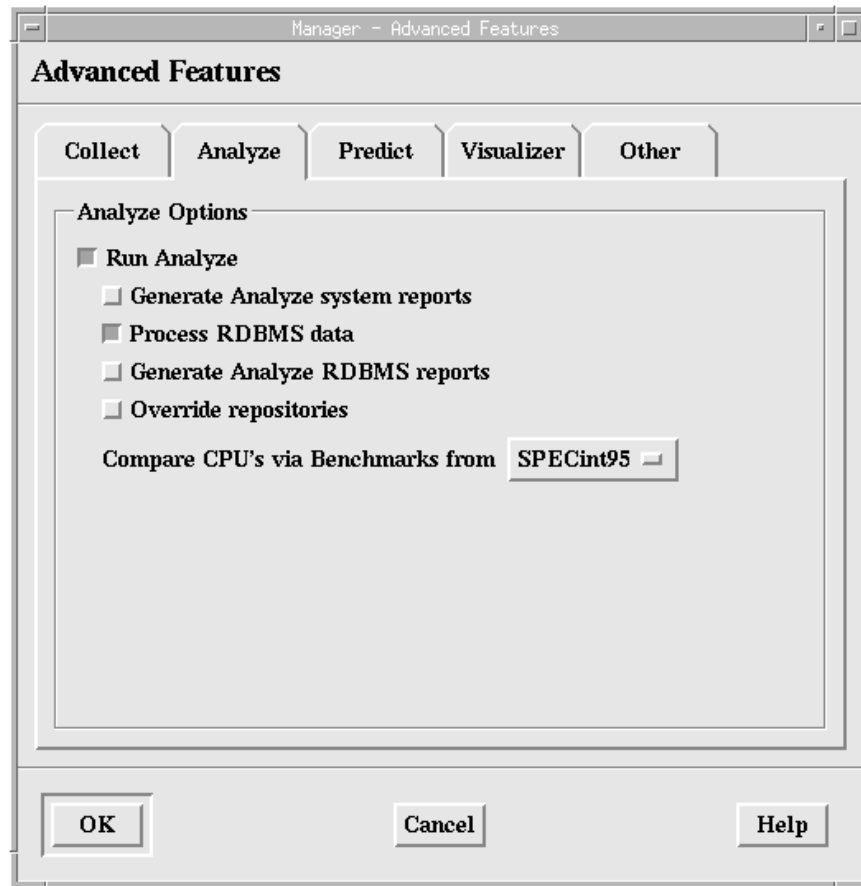 Manager - Advanced Features
Advanced Features
Collect Analyze Predict Visualizer Other
Analyze Options
Run Analyze
Generate Analyze system reports
Process RDBMS data
Generate Analyze RDBMS reports
Override repositories
Compare CPU's via Benchmarks from SPECint95
OK Cancel Help